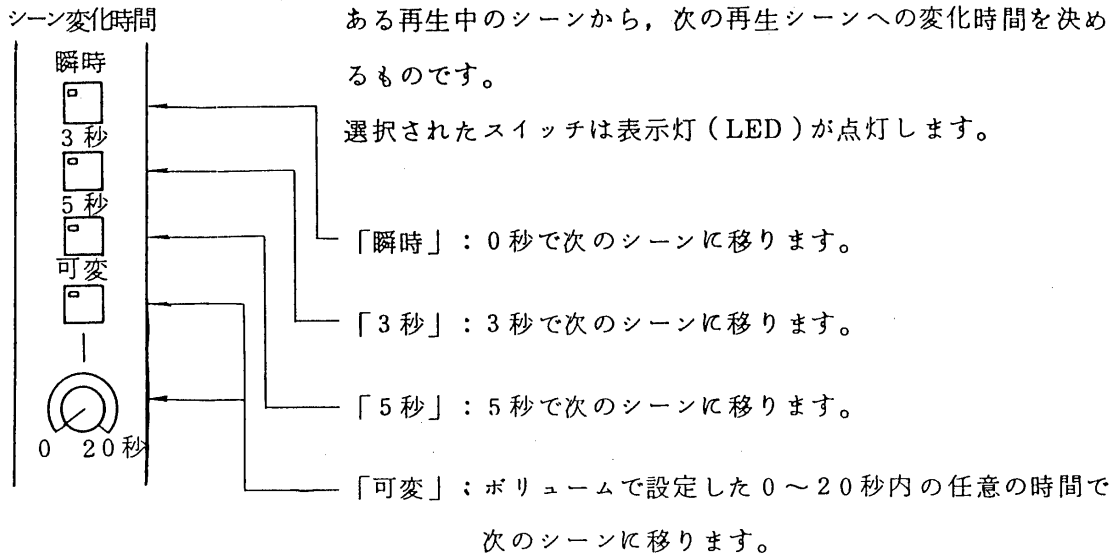 シーン変化時間
瞬時
3秒
5秒
可変
0 20秒
ある再生中のシーンから，次の再生シーンへの変化時間を決め
るものです。
選択されたスイッチは表示灯（LED）が点灯します。
「瞬時」：0秒で次のシーンに移ります。
「3秒」：3秒で次のシーンに移ります。
「5秒」：5秒で次のシーンに移ります。
「可変」：ボリュームで設定した0～20秒内の任意の時間で
次のシーンに移ります。